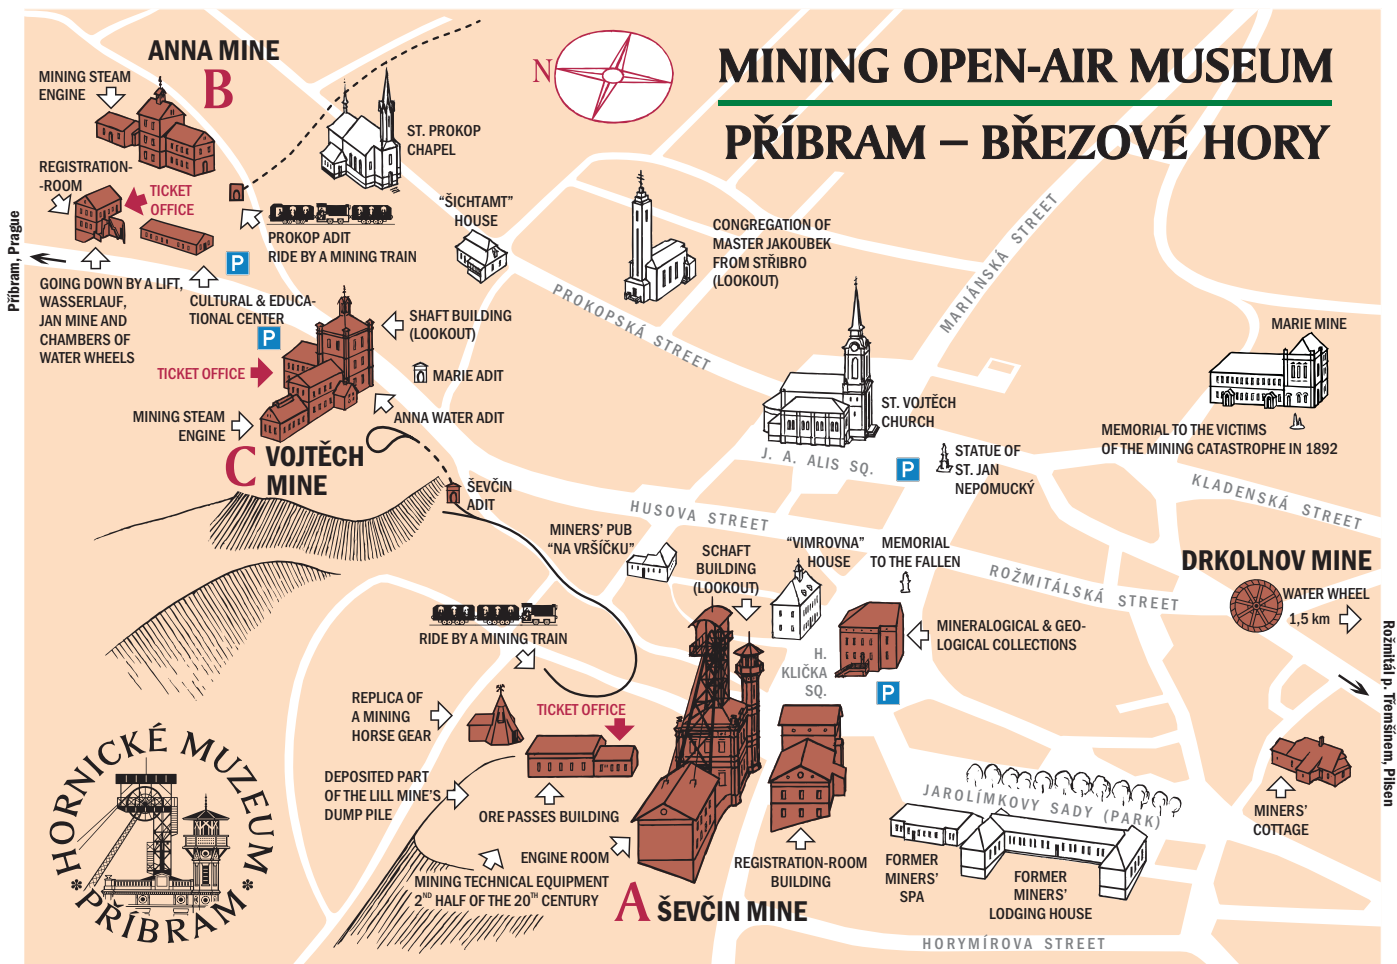 MINING OPEN-AIR MUSEUM
PŘÍBRAM – BŘEZOVÉ HORY
N
ANNA MINE
B
MINING STEAM
ENGINE
REGISTRATION-
-ROOM
TICKET
OFFICE
ST. PROKOP
CHAPEL
"ŠICHTAMT"
HOUSE
PROKOP ADIT
RIDE BY A MINING TRAIN
P
Příbram, Prague
GOING DOWN BY A LIFT,
WASSERLAUF,
JAN MINE AND
CHAMBERS OF
WATER WHEELS
CULTURAL & EDUCA-
TIONAL CENTER
P
SHAFT BUILDING
(LOOKOUT)
TICKET OFFICE
MARIE ADIT
ANNA WATER ADIT
MINING STEAM
ENGINE
C VOJTĚCH
MINE
ŠEVČIN
ADIT
CONGREGATION OF
MASTER JAKOUBEK
FROM STŘIBRO
(LOOKOUT)
PROKOPSKÁ STREET
MARIÁNSKÁ STREET
MARIE MINE
MEMORIAL TO THE VICTIMS
OF THE MINING CATASTROPHE IN 1892
ST. VOJTĚCH
CHURCH
J. A. ALIS SQ.
P
STATUE OF
ST. JAN
NEPOMUCKÝ
KLADENSKÁ STREET
HUSOVA STREET
ROŽMITÁLSKÁ STREET
MINERS' PUB
"NA VRŠÍČKU"
SCHAFT
BUILDING
(LOOKOUT)
"VIMROVNA"
HOUSE
MEMORIAL
TO THE FALLEN
DRKOLNOV MINE
WATER WHEEL
1,5 km
Rožmitál p. Třemšínem, Pilsen
MINERALOGICAL & GEO-
LOGICAL COLLECTIONS
H.
KLIČKA
SQ.
P
RIDE BY A MINING TRAIN
REPLICA OF
A MINING
HORSE GEAR
TICKET OFFICE
DEPOSITED PART
OF THE LILL MINE'S
DUMP PILE
ORE PASSES BUILDING
ENGINE ROOM
MINING TECHNICAL EQUIPMENT
2ND HALF OF THE 20TH CENTURY
A ŠEVČIN MINE
REGISTRATION-ROOM
BUILDING
JAROLÍMKOVY SADY (PARK)
FORMER
MINERS'
SPA
FORMER
MINERS'
LODGING HOUSE
MINERS'
COTTAGE
HORYMÍROVA STREET
HORNICKÉ MUZEUM
* PŘÍBRAM *